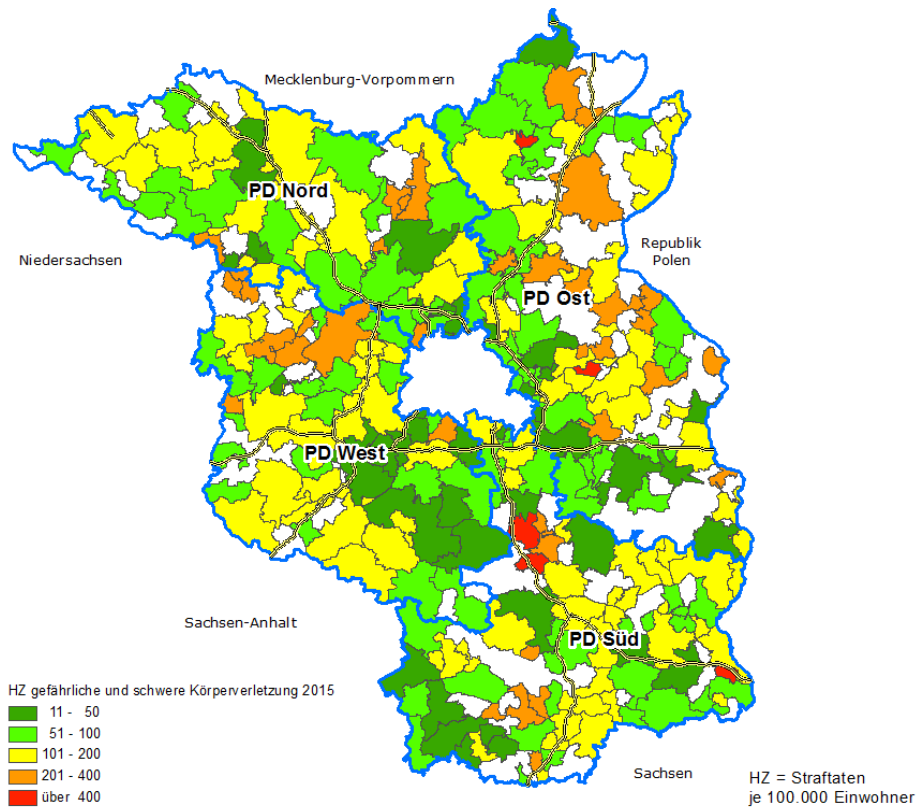 Mecklenburg-Vorpommern
PD Nord
Niedersachsen
Republik
Polen
PD Ost
PD West
Sachsen-Anhalt
PD Süd
HZ gefährliche und schwere Körperverletzung 2015
11 - 50
51 - 100
101 - 200
201 - 400
über 400
Sachsen
HZ = Straftaten
je 100.000 Einwohner